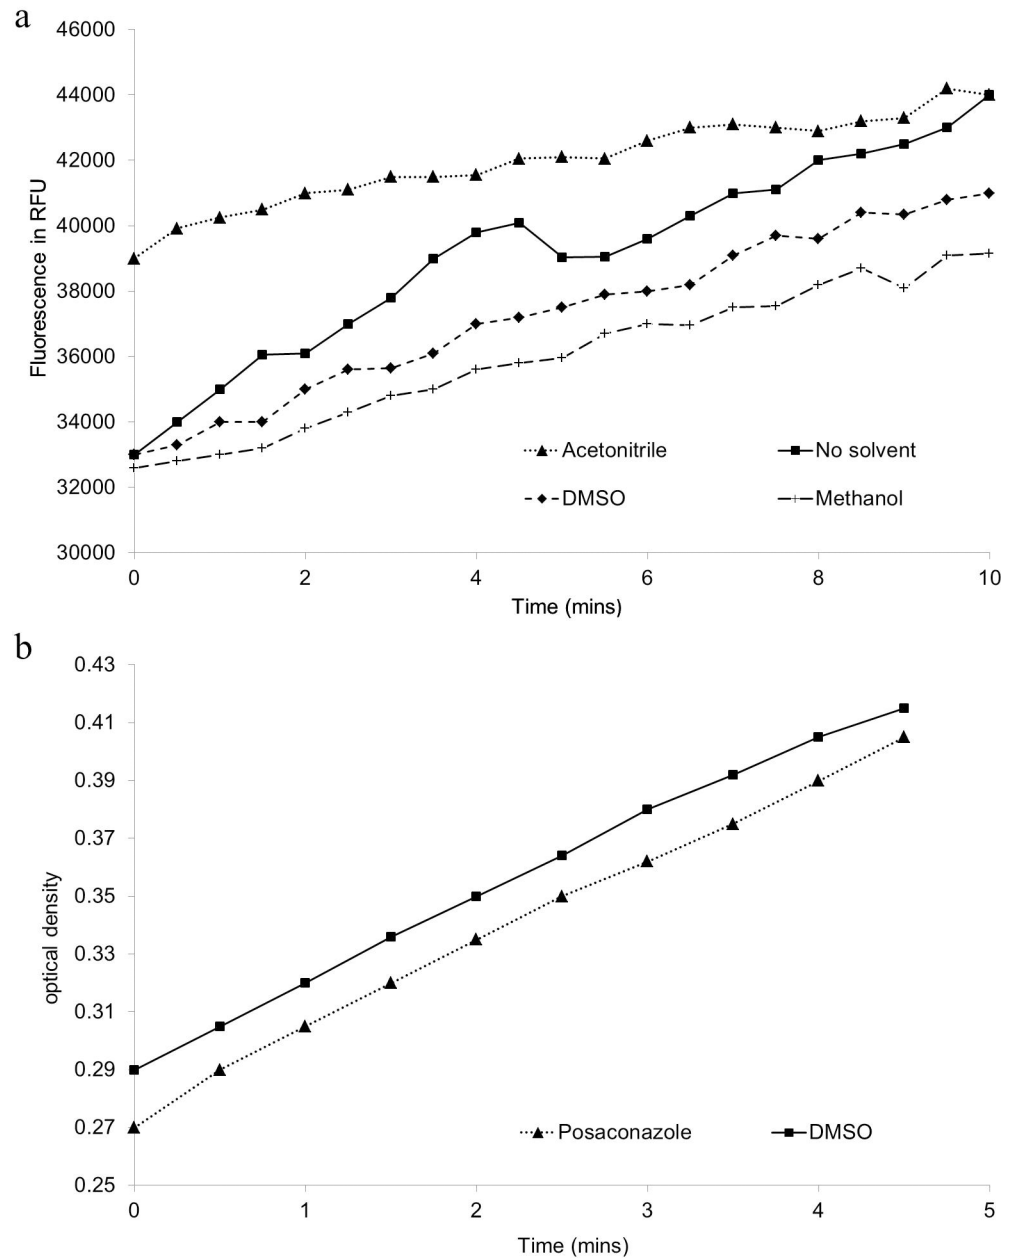 a
46000
44000
42000
40000
38000
36000
34000
32000
30000
Fluorescence in RFU
Acetonitrile No solvent
DMSO Methanol
0 2 4 6 8 10
Time (mins)
b
0.43
0.41
0.39
0.37
0.35
0.33
0.31
0.29
0.27
0.25
optical density
Posaconazole DMSO
0 1 2 3 4 5
Time (mins)